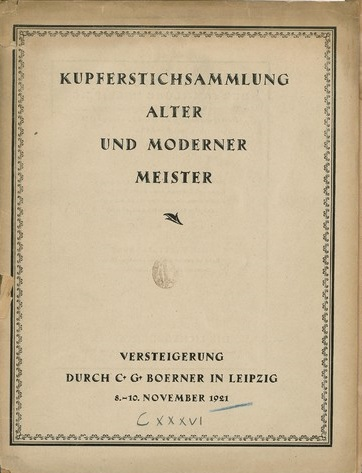 KUPFERSTICHSAMMLUNG
ALTER
UND MODERNER
MEISTER
VERSTEIGERUNG
DURCH C· G· BOERNER IN LEIPZIG
8.–10. NOVEMBER 1921
CXXXVI